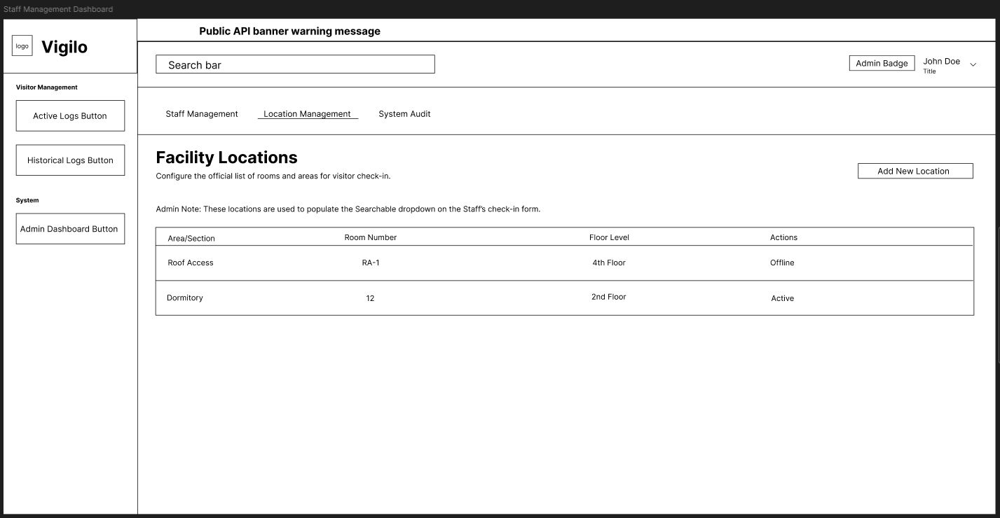 Staff Management Dashboard
logo
Vigilo
Public API banner warning message
Search bar
Admin Badge
John Doe
Title
Visitor Management
Active Logs Button
Historical Logs Button
System
Admin Dashboard Button
Staff Management
Location Management
System Audit
Facility Locations
Configure the official list of rooms and areas for visitor check-in.
Add New Location
Admin Note: These locations are used to populate the Searchable dropdown on the Staff’s check-in form.
Area/Section Room Number Floor Level Actions
Roof Access RA-1 4th Floor Offline
Dormitory 12 2nd Floor Active